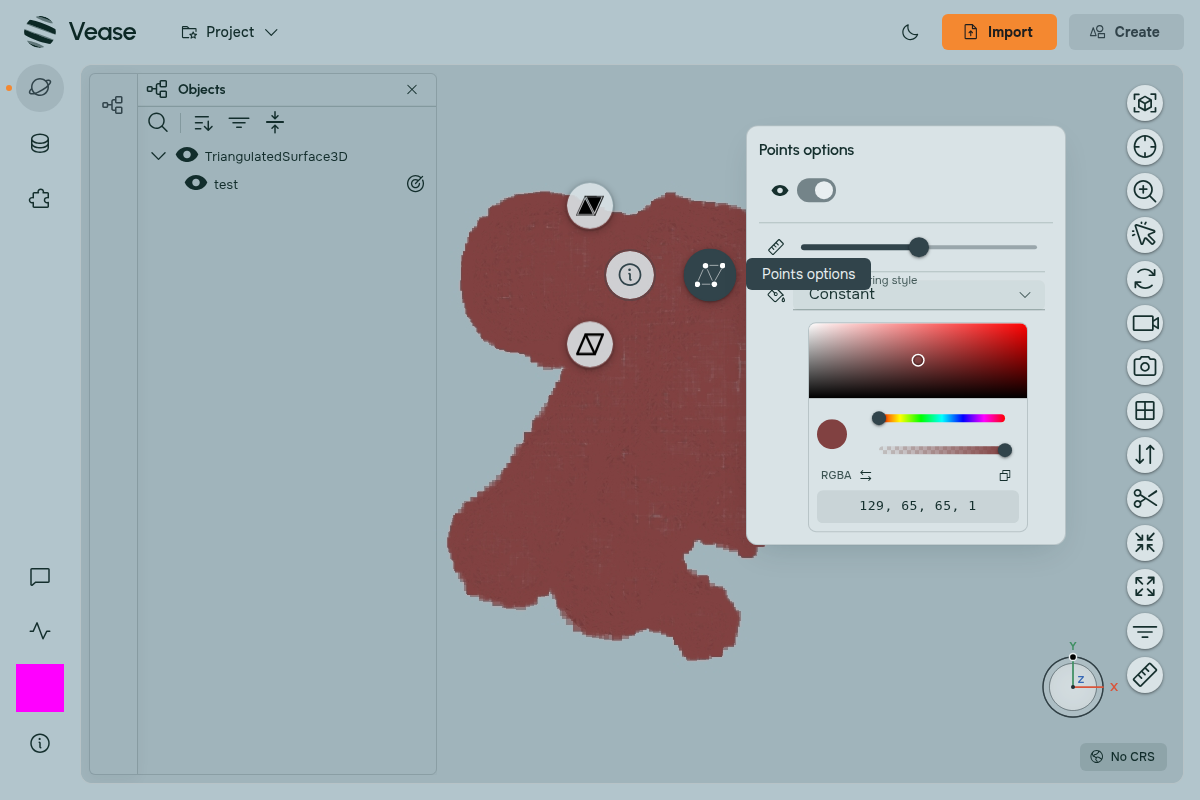 Vease
Project
Import
Create
Objects
TriangulatedSurface3D
test
Points options
Points options
ring style
Constant
RGBA
129, 65, 65, 1
Y
Z
X
No CRS